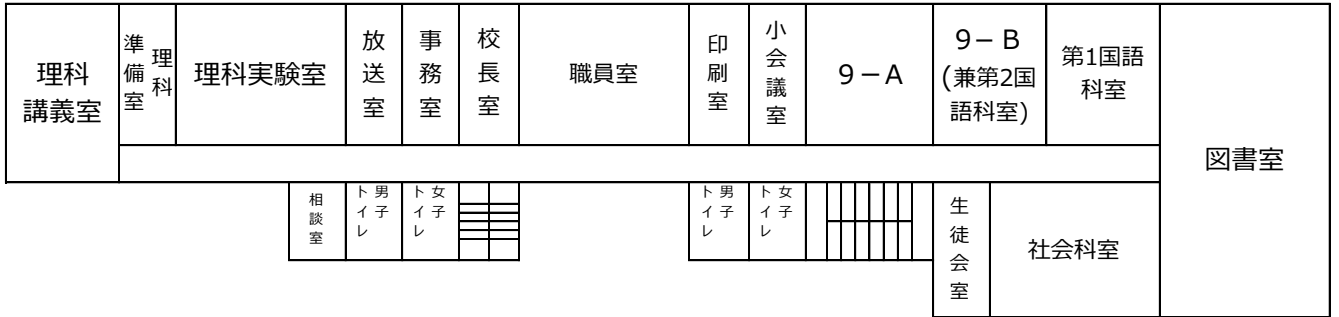 理科
講義室
理科
準備室
理科実験室
放送室
事務室
校長室
職員室
印刷室
小会議室
9－A
9－B
(兼第2国
語科室)
第1国語
科室
図書室
相談室
男子
トイレ
女子
トイレ
男子
トイレ
女子
トイレ
生徒会室
社会科室